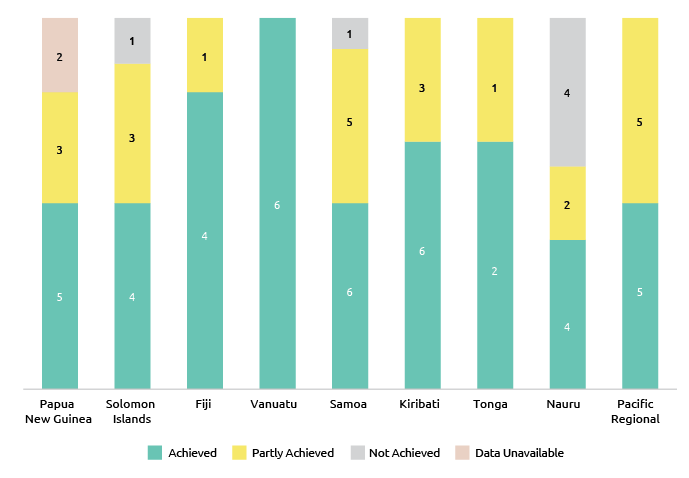 2
1
1
1
3
3
5
3
1
4
5
2
5
4
4
6
6
6
2
4
5
Papua
New Guinea
Solomon
Islands
Fiji
Vanuatu
Samoa
Kiribati
Tonga
Nauru
Pacific
Regional
Achieved
Partly Achieved
Not Achieved
Data Unavailable